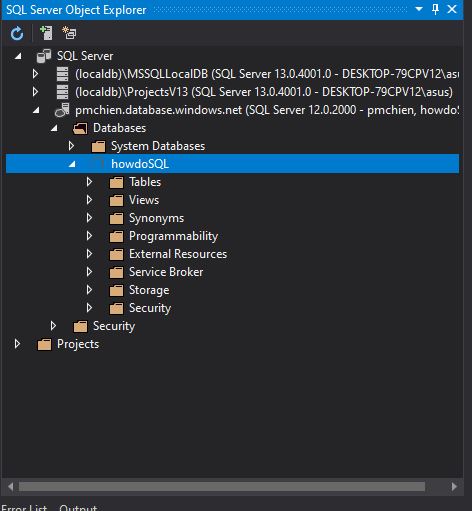 SQL Server Object Explorer
SQL Server
(localdb)\MSSQLLocalDB (SQL Server 13.0.4001.0 - DESKTOP-79CPV12\asu
(localdb)\ProjectsV13 (SQL Server 13.0.4001.0 - DESKTOP-79CPV12\asus)
pmchien.database.windows.net (SQL Server 12.0.2000 - pmchien, howdoS
Databases
System Databases
howdoSQL
Tables
Views
Synonyms
Programmability
External Resources
Service Broker
Storage
Security
Security
Projects
Error List Output